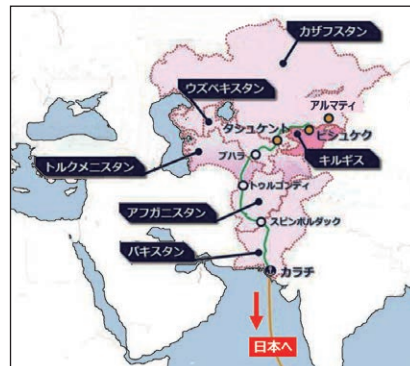 カザフスタン
ウズベキスタン
アルマティ
タシュケント
ビシュケク
ブハラ
キルギス
トルクメニスタン
トゥルゴンディ
アフガニスタン
スピンボルダック
パキスタン
カラチ
日本へ